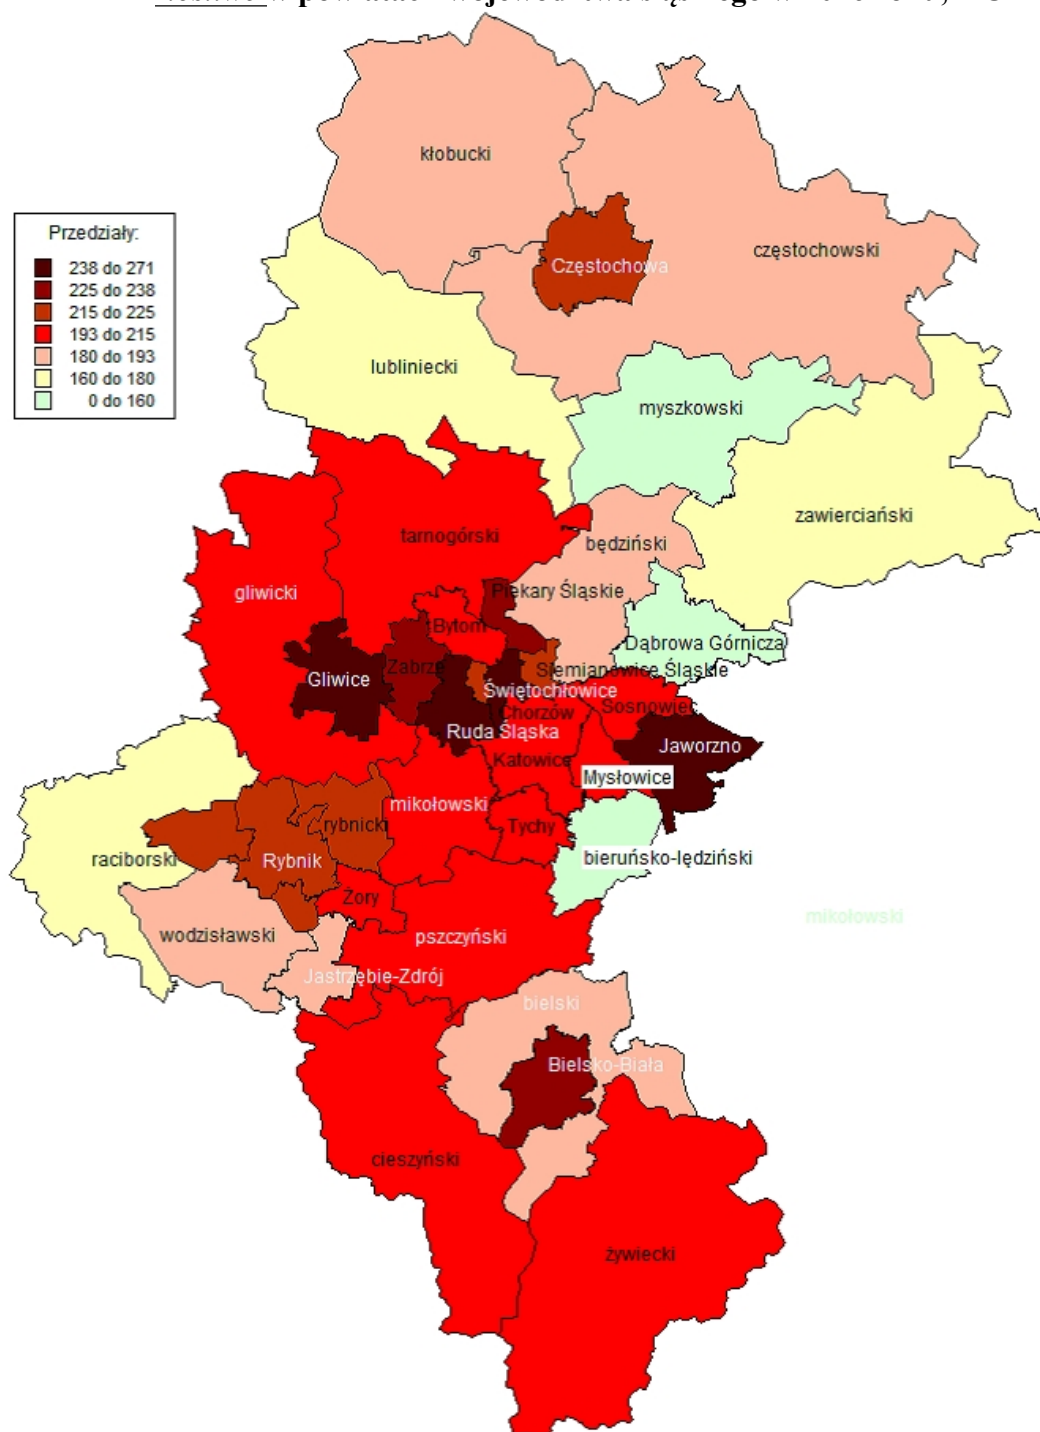 w powiatach województwa śląskiego w
kłobucki
Przedziały:
238 do 271
225 do 238
215 do 225
193 do 215
180 do 193
160 do 180
0 do 160
częstochowski
Częstochowa
lubliniecki
myszkowski
zawierciański
tarnogórski
będziński
gliwicki
Piekary Śląskie
Bytom
Dąbrowa Górnicza
Zabrze
Siemianowice Śląskie
Gliwice
Świętochłowice
Sosnowiec
Chorzów
Ruda Śląska
Jaworzno
Katowice
Mysłowice
mikołowski
rybnicki
Tychy
raciborski
Rybnik
bieruńsko-lędziński
Żory
mikołowski
wodzisławski
pszczyński
Jastrzębie-Zdrój
bielski
Bielsko-Biała
cieszyński
żywiecki